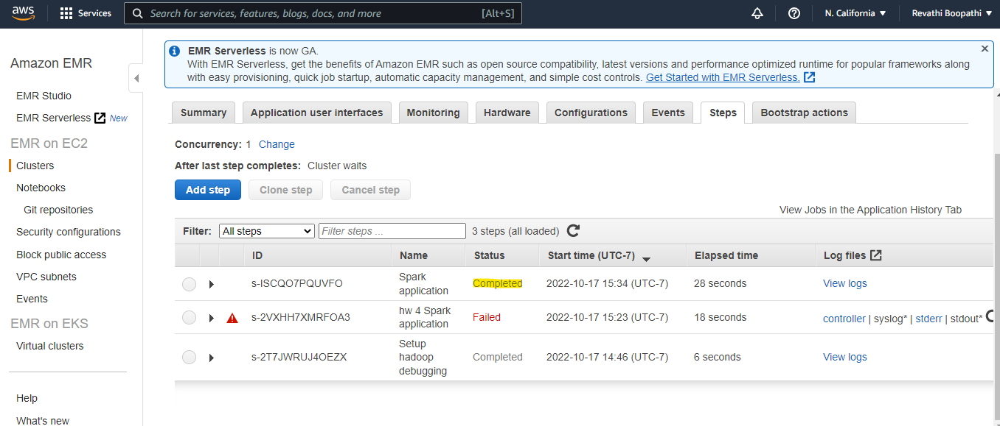 aws Services Search for services, features, blogs, docs, and more [Alt+S] N. California Revathi Boopathi
Amazon EMR
EMR Studio
EMR Serverless New
EMR on EC2
Clusters
Notebooks
Git repositories
Security configurations
Block public access
VPC subnets
Events
EMR on EKS
Virtual clusters
Help
What's new
EMR Serverless is now GA.
With EMR Serverless, get the benefits of Amazon EMR such as open source compatibility, latest versions and performance optimized runtime for popular frameworks along
with easy provisioning, quick job startup, automatic capacity management, and simple cost controls. Get Started with EMR Serverless.
Summary Application user interfaces Monitoring Hardware Configurations Events Steps Bootstrap actions
Concurrency: 1 Change
After last step completes: Cluster waits
Add step Clone step Cancel step
View Jobs in the Application History Tab
Filter: All steps Filter steps ... 3 steps (all loaded)
ID Name Status Start time (UTC-7) Elapsed time Log files
s-ISCQO7PQUVFO Spark application Completed 2022-10-17 15:34 (UTC-7) 28 seconds View logs
s-2VXHH7XMRFOA3 hw 4 Spark application Failed 2022-10-17 15:23 (UTC-7) 18 seconds controller | syslog* | stderr | stdout*
s-2T7JWRUJ4OEZX Setup hadoop debugging Completed 2022-10-17 14:46 (UTC-7) 6 seconds View logs